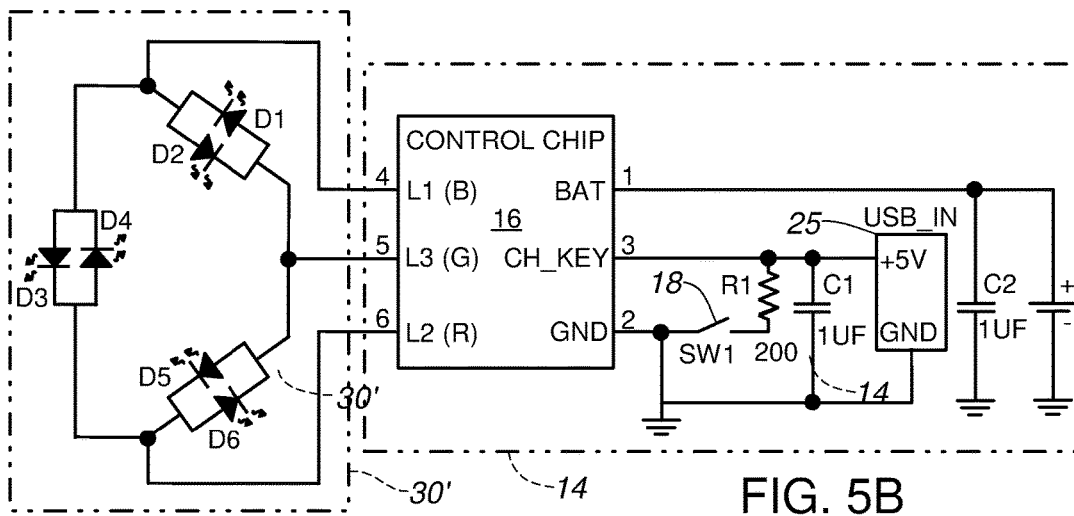 D1
D2
D4
D3
D5
D6
30'
30'
CONTROL CHIP
4 L1 (B) BAT 1
16
5 L3 (G) CH_KEY 3
6 L2 (R) GND 2
25 USB_IN
+5V
GND
18
SW1
R1
200
C1
1UF
C2
1UF
+
-
14
14
FIG. 5B